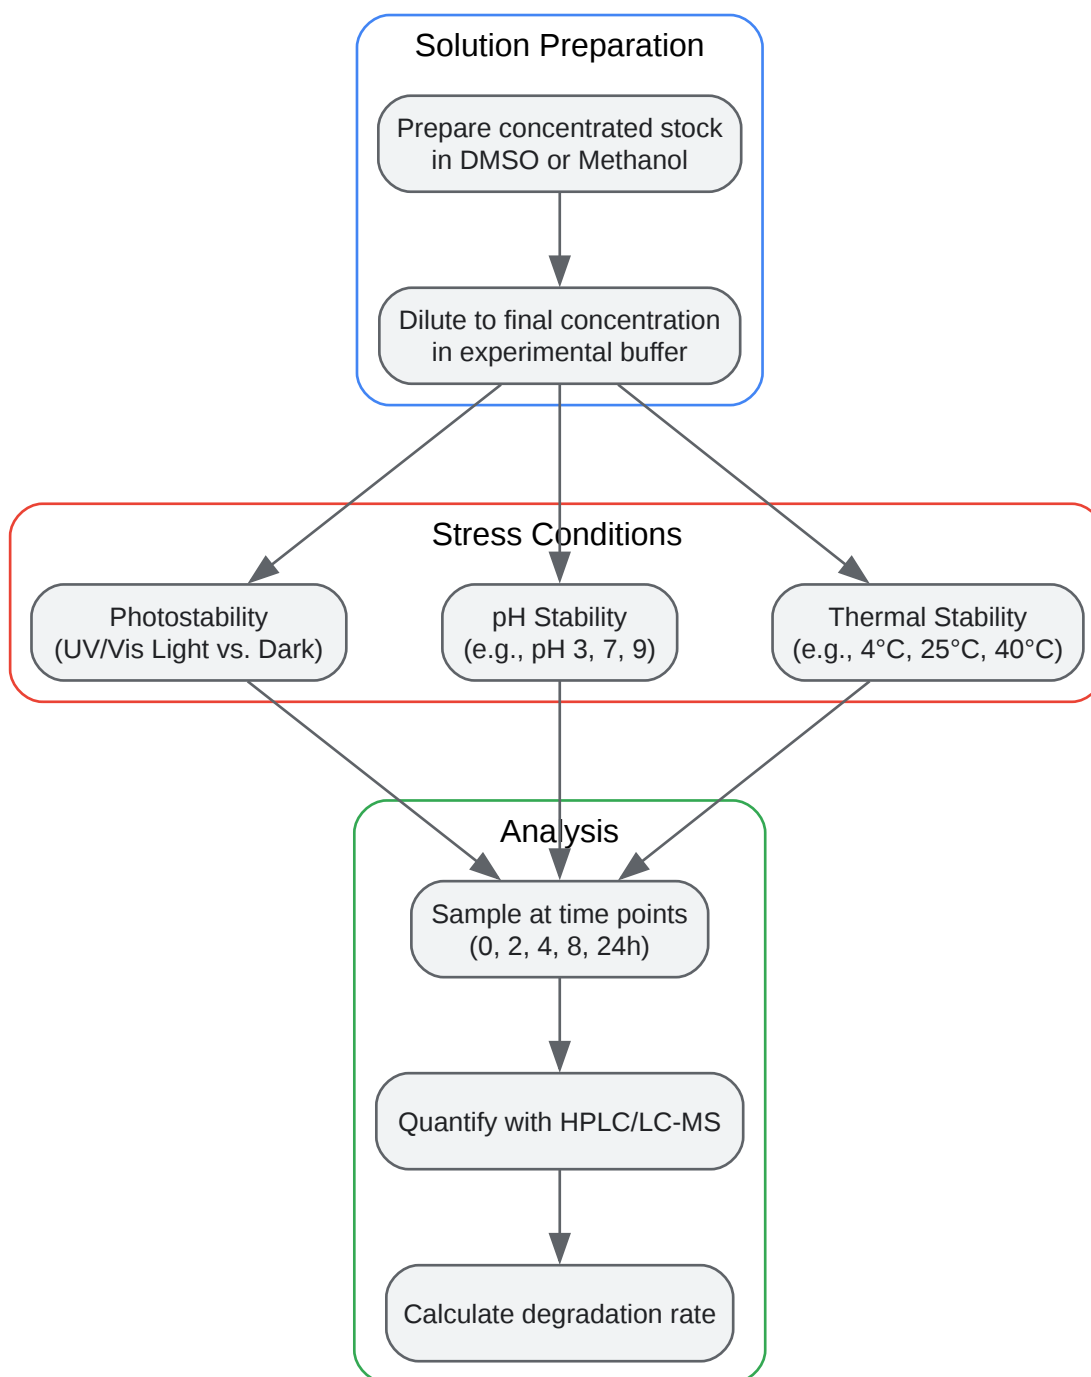 Solution Preparation
Prepare concentrated stock
in DMSO or Methanol
Dilute to final concentration
in experimental buffer
Stress Conditions
Photostability
(UV/Vis Light vs. Dark)
pH Stability
(e.g., pH 3, 7, 9)
Thermal Stability
(e.g., 4°C, 25°C, 40°C)
Analysis
Sample at time points
(0, 2, 4, 8, 24h)
Quantify with HPLC/LC-MS
Calculate degradation rate